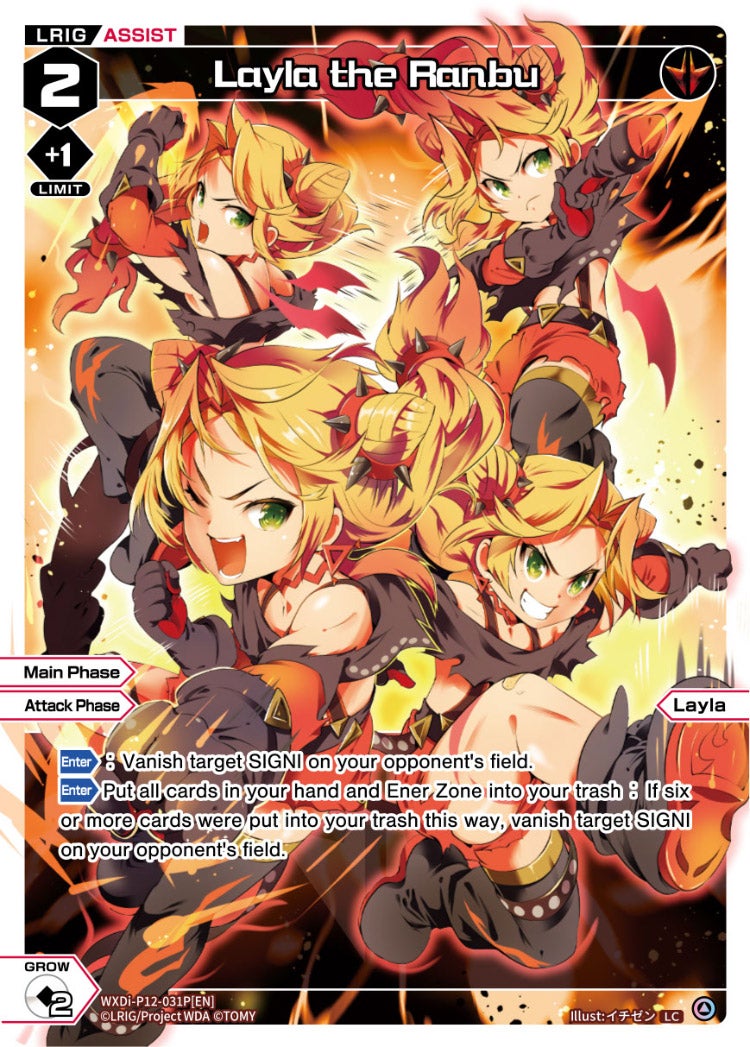 LRIG ASSIST
2
Layla the Ranbu
+1
LIMIT
Main Phase
Attack Phase
Layla
Enter : Vanish target SIGNI on your opponent's field.
Enter Put all cards in your hand and Ener Zone into your trash : If six
or more cards were put into your trash this way, vanish target SIGNI
on your opponent's field.
GROW
2
WXDi-P12-031P[EN]
©LRIG/Project WDA ©TOMY
Illust:イチゼン LC